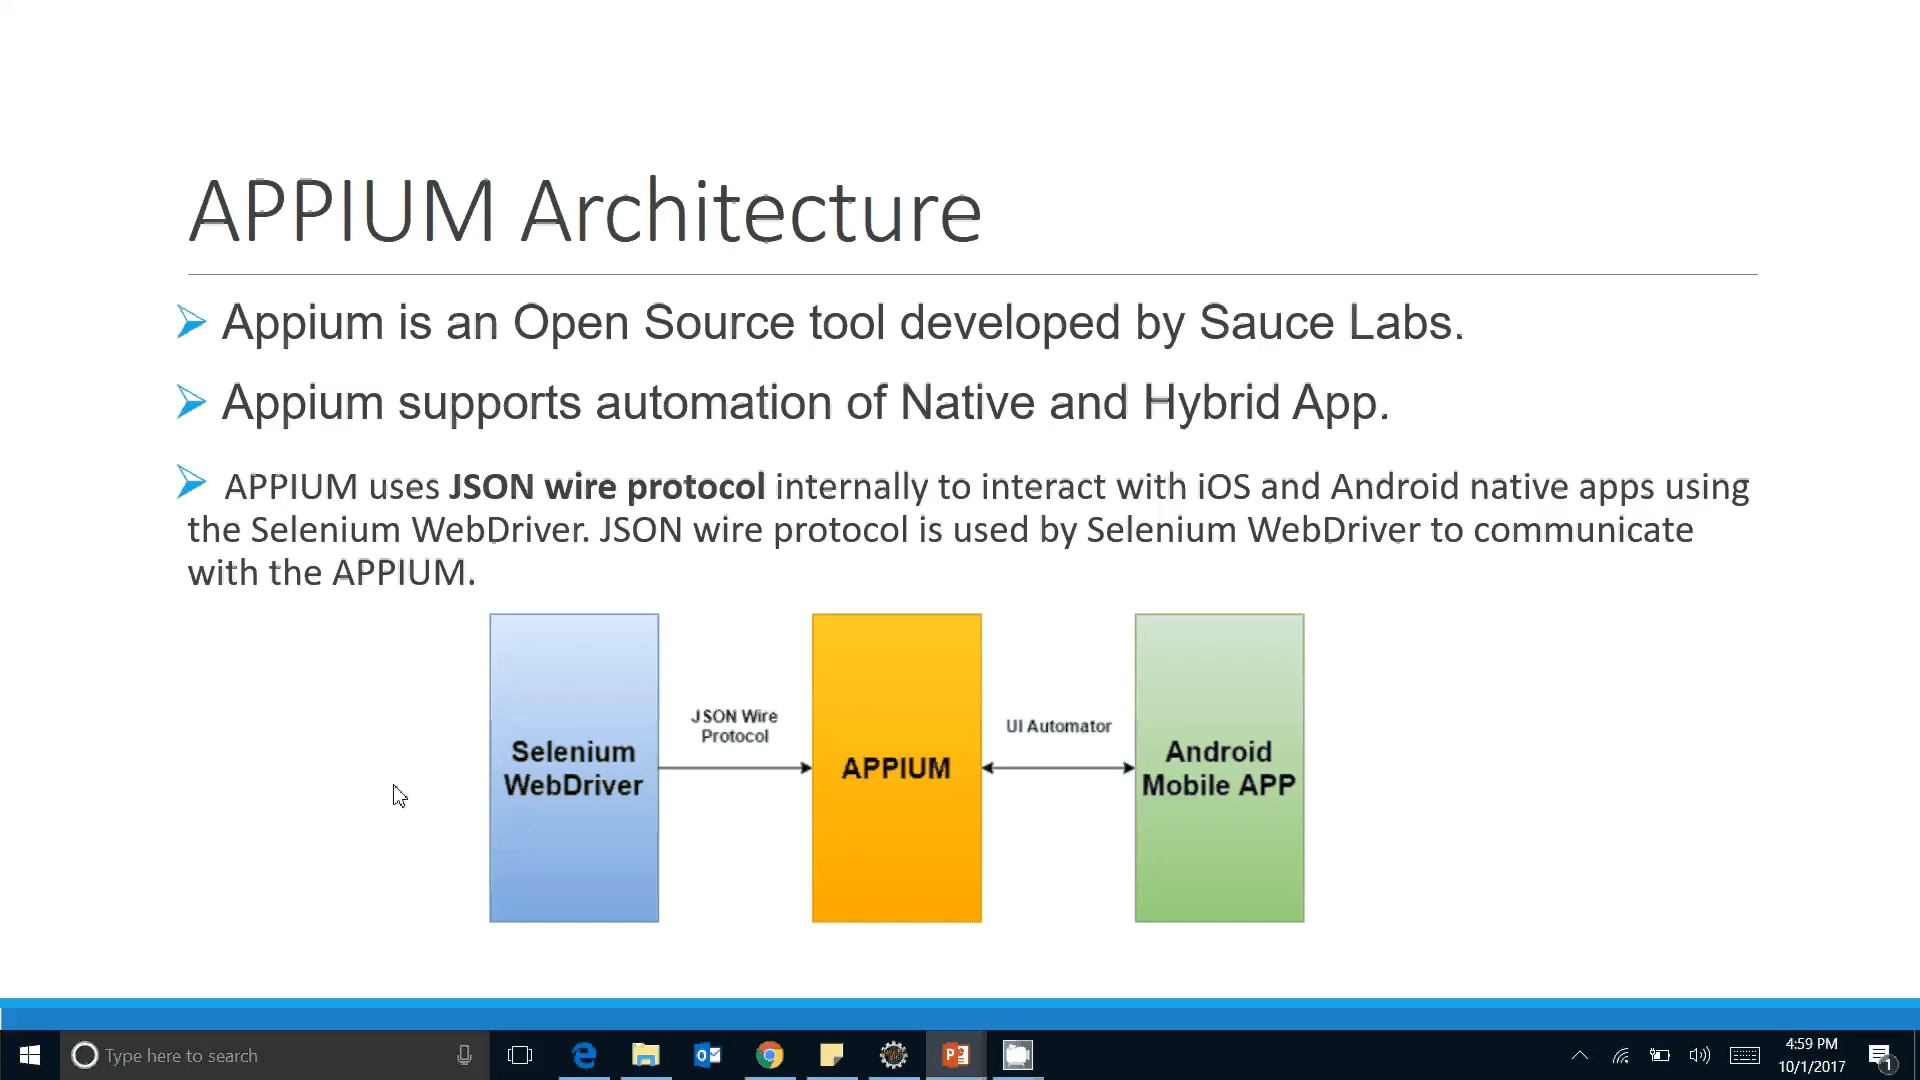 APPIUM Architecture
Appium is an Open Source tool developed by Sauce Labs.
Appium supports automation of Native and Hybrid App.
APPIUM uses JSON wire protocol internally to interact with iOS and Android native apps using
the Selenium WebDriver. JSON wire protocol is used by Selenium WebDriver to communicate
with the APPIUM.
Selenium
WebDriver
JSON Wire
Protocol
APPIUM
UI Automator
Android
Mobile APP
Type here to search
4:59 PM
10/1/2017
1